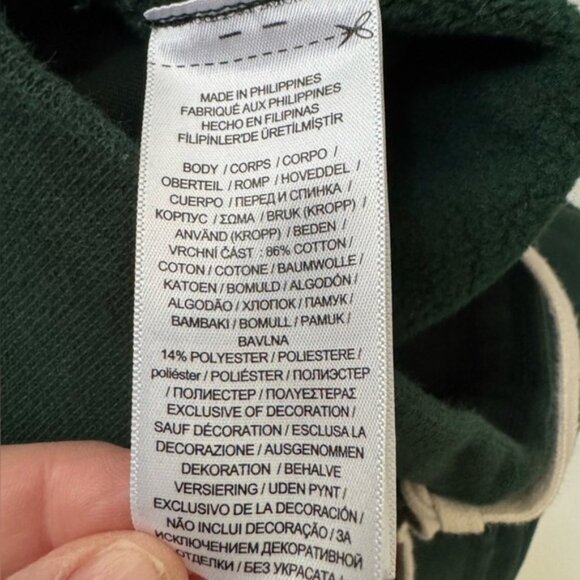 MADE IN PHILIPPINES
FABRIQUÉ AUX PHILIPPINES
HECHO EN FILIPINAS
FİLİPİNLER'DE ÜRETİLMİŞTİR
BODY / CORPS / CORPO /
OBERTEIL / ROMP / HOVEDDEL /
CUERPO / ПЕРЕД И СПИНКА /
КОРПУС / ΣΩΜΑ / BRUK (KROPP) /
ANVÄND (KROPP) / BEDEN /
VRCHNÍ ČÁST : 86% COTTON /
COTON / COTONE / BAUMWOLLE /
KATOEN / BOMULD / ALGODÓN /
ALGODÃO / ХЛОПОК / ПАМУК /
BAMBAKI / BOMULL / PAMUK /
BAVLNA
14% POLYESTER / POLIESTERE /
poliéster / POLIÉSTER / ПОЛИЭСТЕР
/ ПОЛИЕСТЕР / ΠΟΛΥΕΣΤΕΡΑΣ
EXCLUSIVE OF DECORATION /
SAUF DÉCORATION / ESCLUSA LA
DECORAZIONE / AUSGENOMMEN
DEKORATION / BEHALVE
VERSIERING / UDEN PYNT /
EXCLUSIVO DE LA DECORACIÓN /
NÃO INCLUI DECORAÇÃO / ЗА
ИСКЛЮЧЕНИЕМ ДЕКОРАТИВНОЙ
ОТДЕЛКИ / БЕЗ УКРАСАТА